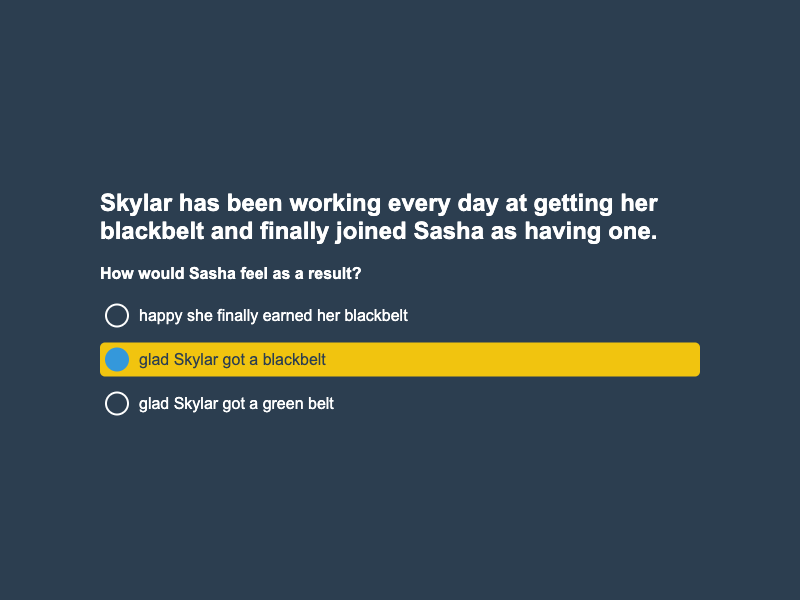 Skylar has been working every day at getting her
blackbelt and finally joined Sasha as having one.
How would Sasha feel as a result?
happy she finally earned her blackbelt
glad Skylar got a blackbelt
glad Skylar got a green belt